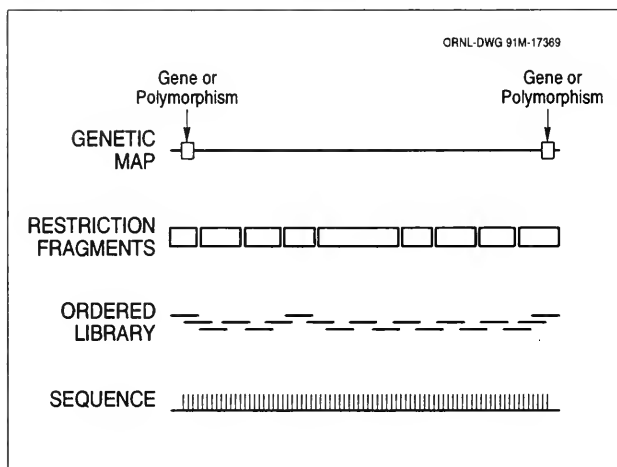 ORNL-DWG 91M-17369
Gene or
Polymorphism
Gene or
Polymorphism
GENETIC
MAP
RESTRICTION
FRAGMENTS
ORDERED
LIBRARY
SEQUENCE